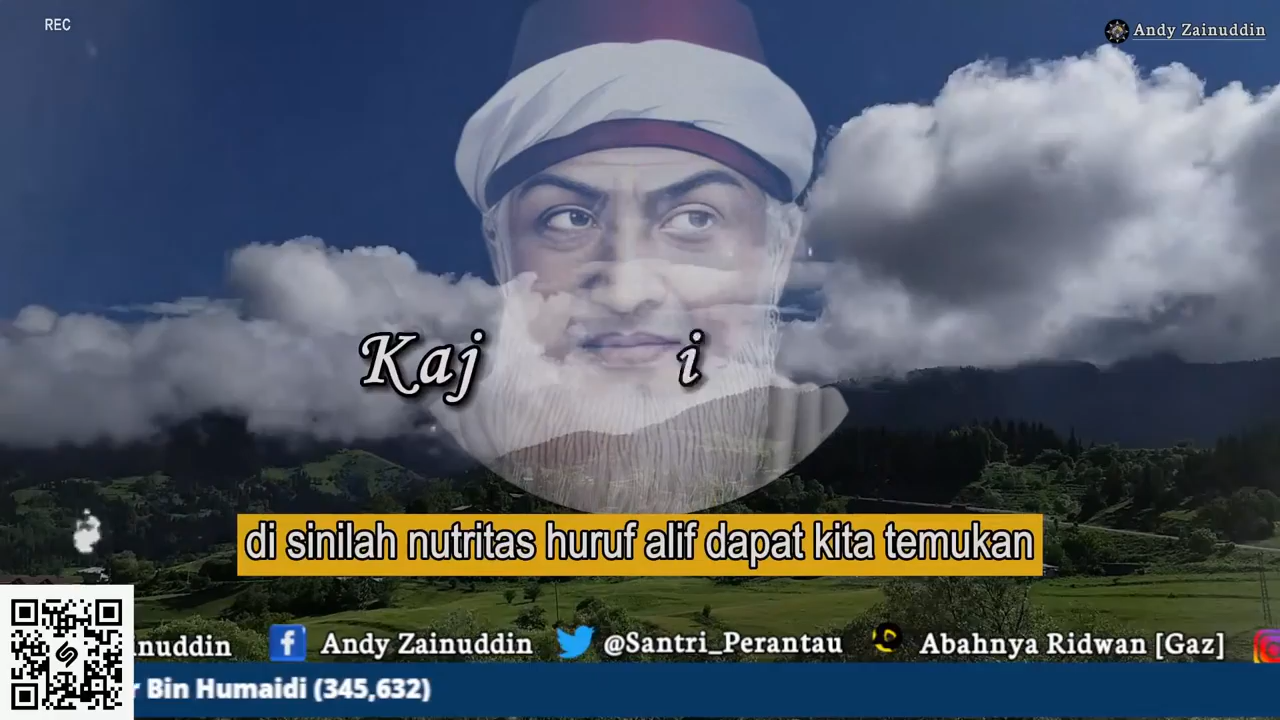 REC
Andy Zainuddin
Kaj i
di sinilah nutritas huruf alif dapat kita temukan
inuddin Andy Zainuddin @Santri_Perantau Abahnya Ridwan [Gaz]
r Bin Humaidi (345,632)